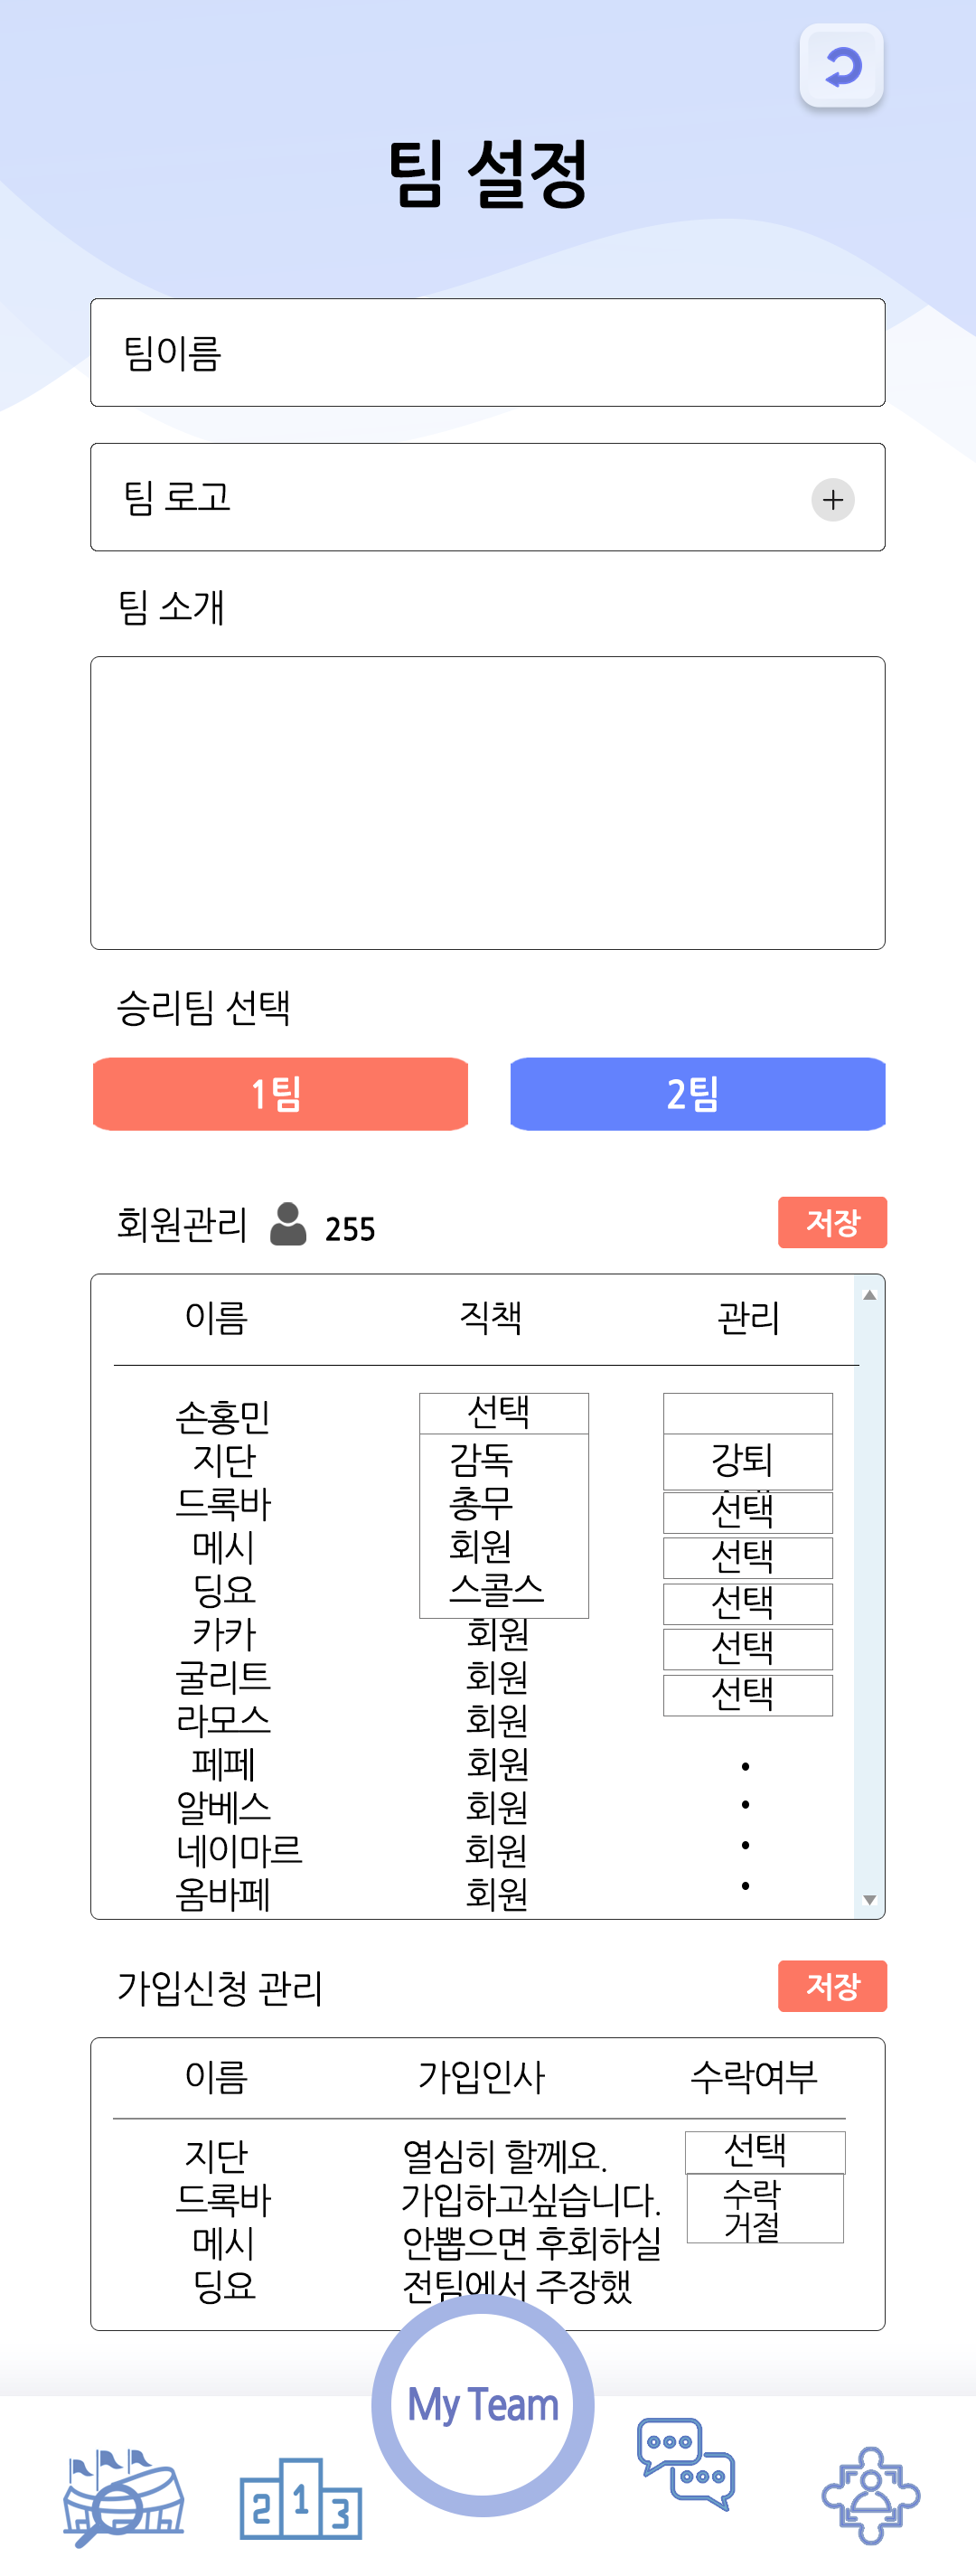 팀 설정
팀이름
팀 로고
팀 소개
승리팀 선택
1팀 2팀
회원관리 255 저장
이름 직책 관리
손홍민 선택
지단 감독 강퇴
드록바 총무 선택
메시 회원 선택
딩요 스콜스 선택
카카 회원 선택
굴리트 회원 선택
라모스 회원
페페 회원
알베스 회원
네이마르 회원
옴바페 회원
가입신청 관리 저장
이름 가입인사 수락여부
지단 열심히 할께요. 선택
드록바 가입하고싶습니다. 수락
메시 안뽑으면 후회하실 거절
딩요 전팀에서 주장했
My Team
2 1 3